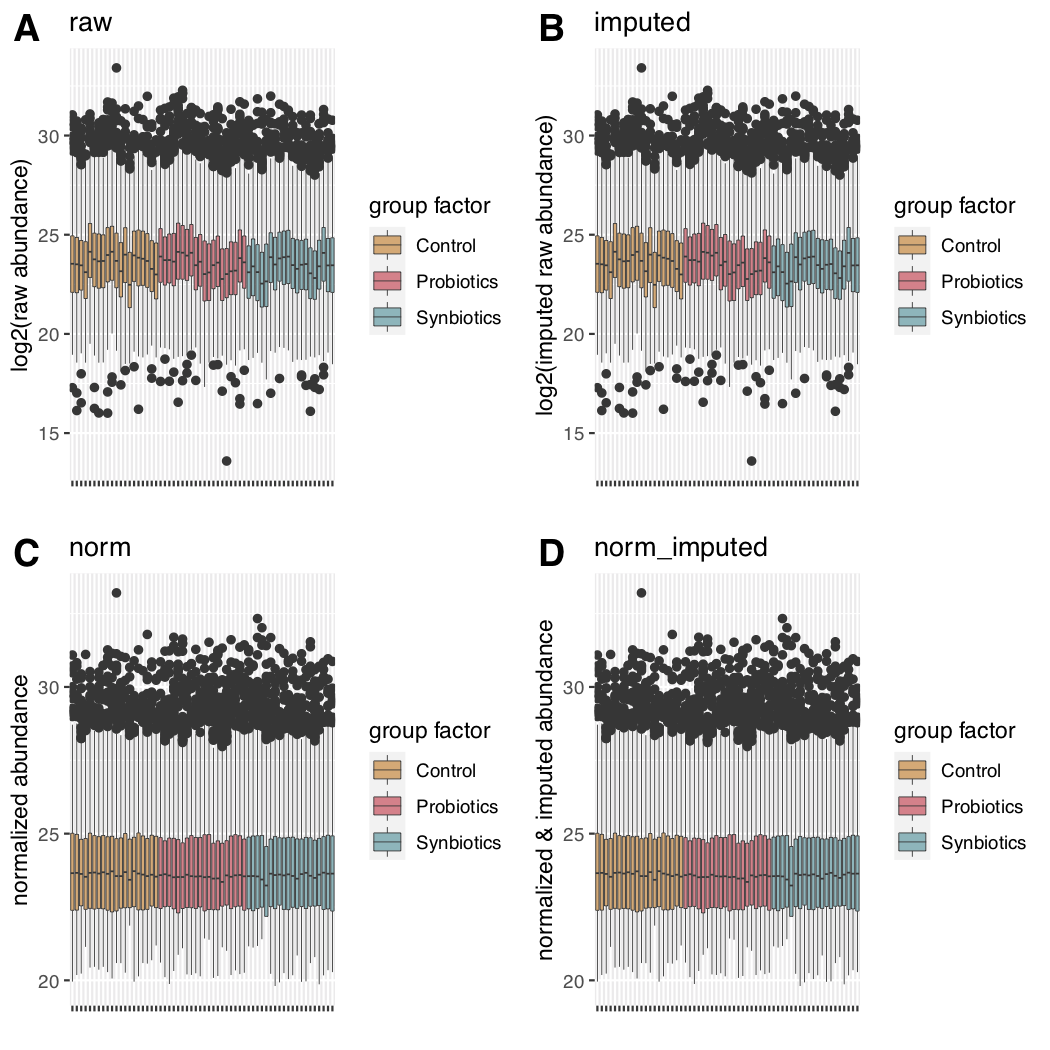 A raw
30
25
20
15
log2(raw abundance)
group factor
Control
Probiotics
Synbiotics
B imputed
30
25
20
15
log2(imputed raw abundance)
group factor
Control
Probiotics
Synbiotics
C norm
30
25
20
normalized abundance
group factor
Control
Probiotics
Synbiotics
D norm_imputed
30
25
20
normalized & imputed abundance
group factor
Control
Probiotics
Synbiotics